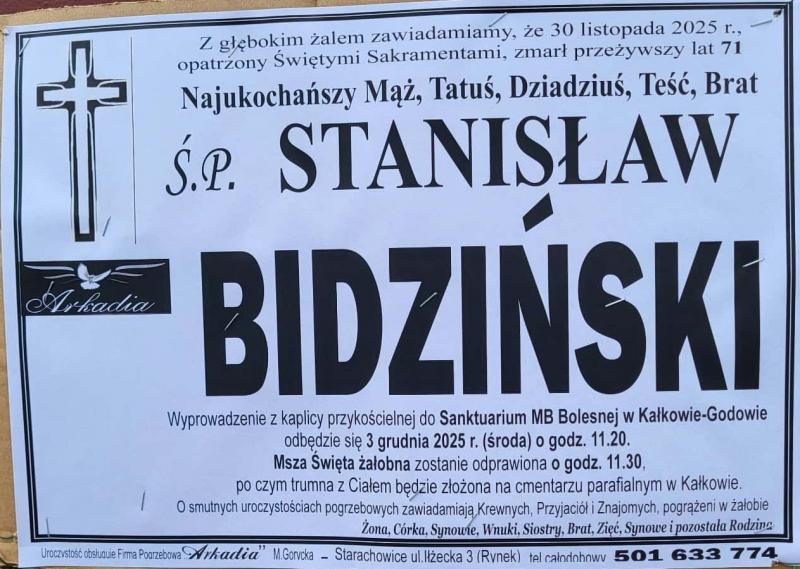 Z głębokim żalem zawiadamiamy, że 30 listopada 2025 r.,
opatrzony Świętymi Sakramentami, zmarł przeżywszy lat 71
Najukochańszy Mąż, Tatuś, Dziadziuś, Teść, Brat
Ś.P. STANISŁAW
BIDZIŃSKI
Arkadia
Wyprowadzenie z kaplicy przykościelnej do Sanktuarium MB Bolesnej w Kałkowie-Godowie
odbędzie się 3 grudnia 2025 r. (środa) o godz. 11.20.
Msza Święta żałobna zostanie odprawiona o godz. 11.30,
po czym trumna z Ciałem będzie złożona na cmentarzu parafialnym w Kałkowie.
O smutnych uroczystościach pogrzebowych zawiadamiają Krewnych, Przyjaciół i Znajomych, pogrążeni w żałobie
Żona, Córka, Synowie, Wnuki, Siostry, Brat, Zięć, Synowe i pozostała Rodzina
Uroczystość obsługuje Firma Pogrzebowa "Arkadia" M.Gorycka – Starachowice ul.Iłżecka 3 (Rynek) tel.całodobowy 501 633 774